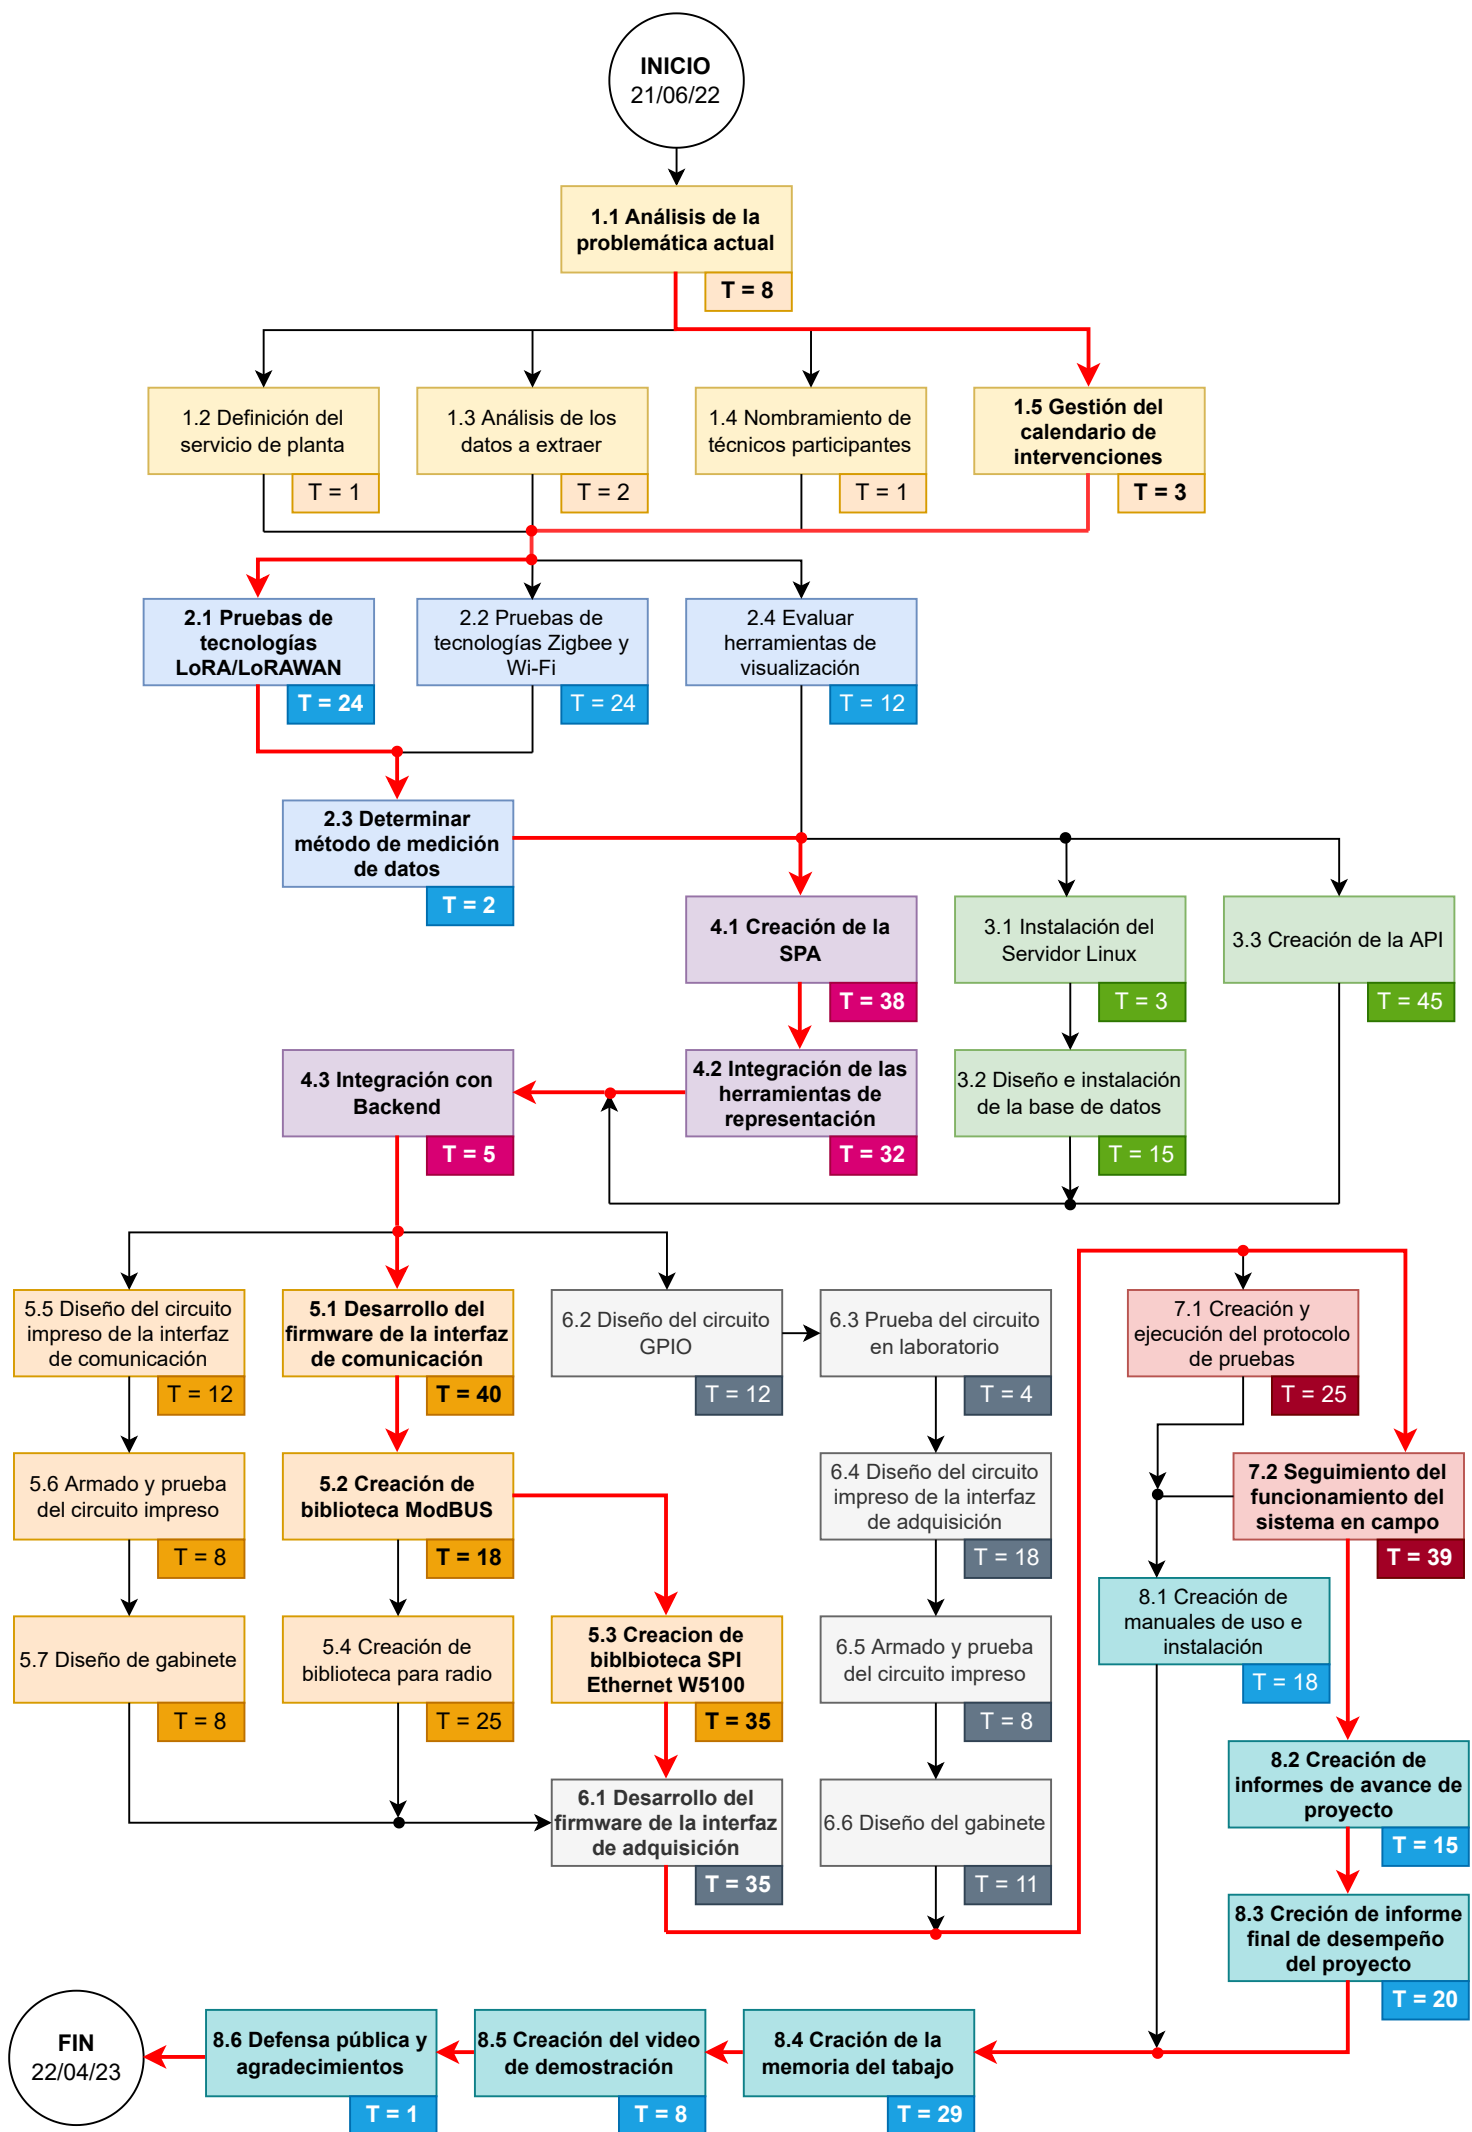 INICIO
21/06/22
1.1 Análisis de la
problemática actual
T = 8
1.2 Definición del
servicio de planta
T = 1
1.3 Análisis de los
datos a extraer
T = 2
1.4 Nombramiento de
técnicos participantes
T = 1
1.5 Gestión del
calendario de
intervenciones
T = 3
2.1 Pruebas de
tecnologías
LoRA/LoRAWAN
T = 24
2.2 Pruebas de
tecnologías Zigbee y
Wi-Fi
T = 24
2.4 Evaluar
herramientas de
visualización
T = 12
2.3 Determinar
método de medición
de datos
T = 2
4.1 Creación de la
SPA
T = 38
3.1 Instalación del
Servidor Linux
T = 3
3.3 Creación de la API
T = 45
4.3 Integración con
Backend
T = 5
4.2 Integración de las
herramientas de
representación
T = 32
3.2 Diseño e instalación
de la base de datos
T = 15
5.5 Diseño del circuito
impreso de la interfaz
de comunicación
T = 12
5.1 Desarrollo del
firmware de la interfaz
de comunicación
T = 40
6.2 Diseño del circuito
GPIO
T = 12
6.3 Prueba del circuito
en laboratorio
T = 4
7.1 Creación y
ejecución del protocolo
de pruebas
T = 25
5.6 Armado y prueba
del circuito impreso
T = 8
5.2 Creación de
biblioteca ModBUS
T = 18
6.4 Diseño del circuito
impreso de la interfaz
de adquisición
T = 18
7.2 Seguimiento del
funcionamiento del
sistema en campo
T = 39
5.7 Diseño de gabinete
T = 8
5.4 Creación de
biblioteca para radio
T = 25
5.3 Creacion de
biblbioteca SPI
Ethernet W5100
T = 35
6.5 Armado y prueba
del circuito impreso
T = 8
8.1 Creación de
manuales de uso e
instalación
T = 18
6.1 Desarrollo del
firmware de la interfaz
de adquisición
T = 35
6.6 Diseño del gabinete
T = 11
8.2 Creación de
informes de avance de
proyecto
T = 15
8.3 Creción de informe
final de desempeño
del proyecto
T = 20
FIN
22/04/23
8.6 Defensa pública y
agradecimientos
T = 1
8.5 Creación del video
de demostración
T = 8
8.4 Cración de la
memoria del tabajo
T = 29